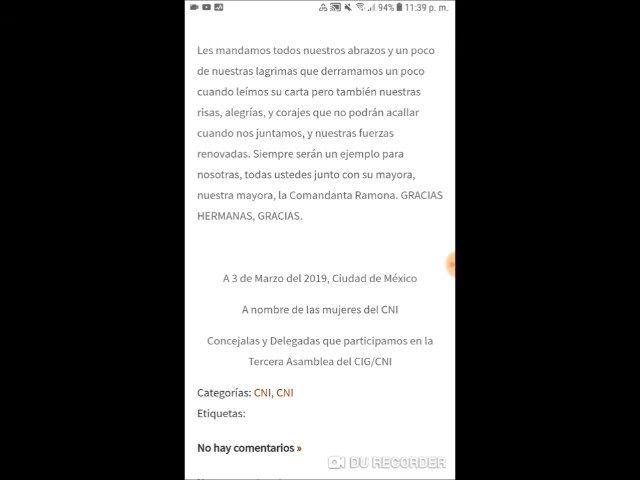 94% 11:39 p. m.
Les mandamos todos nuestros abrazos y un poco
de nuestras lagrimas que derramamos un poco
cuando leímos su carta pero también nuestras
risas, alegrías, y corajes que no podrán acallar
cuando nos juntamos, y nuestras fuerzas
renovadas. Siempre serán un ejemplo para
nosotras, todas ustedes junto con su mayora,
nuestra mayora, la Comandanta Ramona. GRACIAS
HERMANAS, GRACIAS.
A 3 de Marzo del 2019, Ciudad de México
A nombre de las mujeres del CNI
Concejalas y Delegadas que participamos en la
Tercera Asamblea del CIG/CNI
Categorías: CNI, CNI
Etiquetas:
No hay comentarios »
DU RECORDER